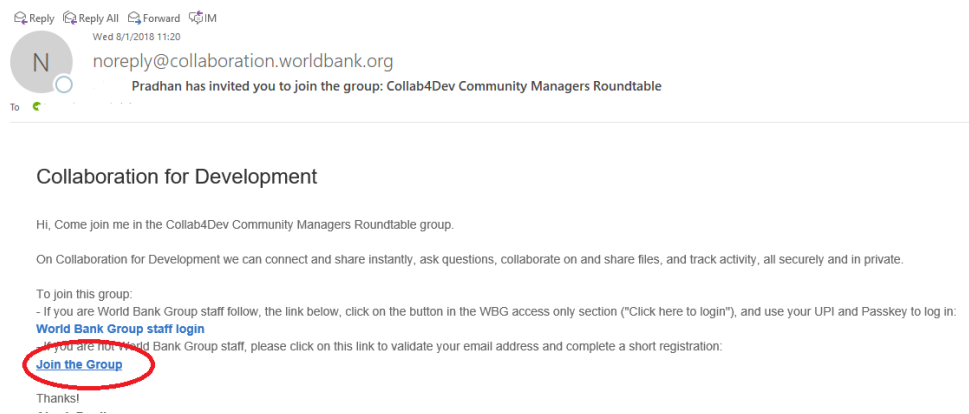 Reply Reply All Forward IM
Wed 8/1/2018 11:20
N
noreply@collaboration.worldbank.org
Pradhan has invited you to join the group: Collab4Dev Community Managers Roundtable
To
Collaboration for Development
Hi, Come join me in the Collab4Dev Community Managers Roundtable group.
On Collaboration for Development we can connect and share instantly, ask questions, collaborate on and share files, and track activity, all securely and in private.
To join this group:
- If you are World Bank Group staff follow, the link below, click on the button in the WBG access only section ("Click here to login"), and use your UPI and Passkey to log in:
World Bank Group staff login
- If you are not World Bank Group staff, please click on this link to validate your email address and complete a short registration:
Join the Group
Thanks!